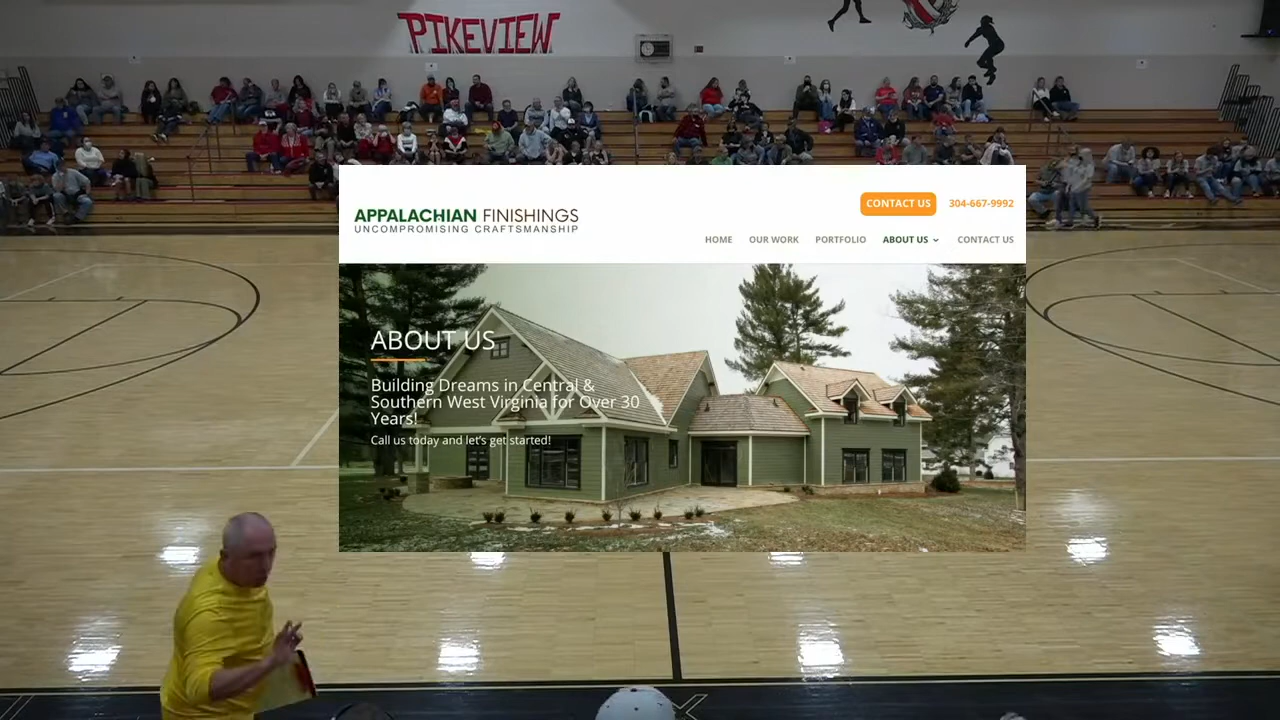 PIKEVIEW
CONTACT US 304-667-9992
APPALACHIAN FINISHINGS
UNCOMPROMISING CRAFTSMANSHIP
HOME OUR WORK PORTFOLIO ABOUT US CONTACT US
ABOUT US
Building Dreams in Central &
Southern West Virginia for Over 30
Years!
Call us today and let's get started!